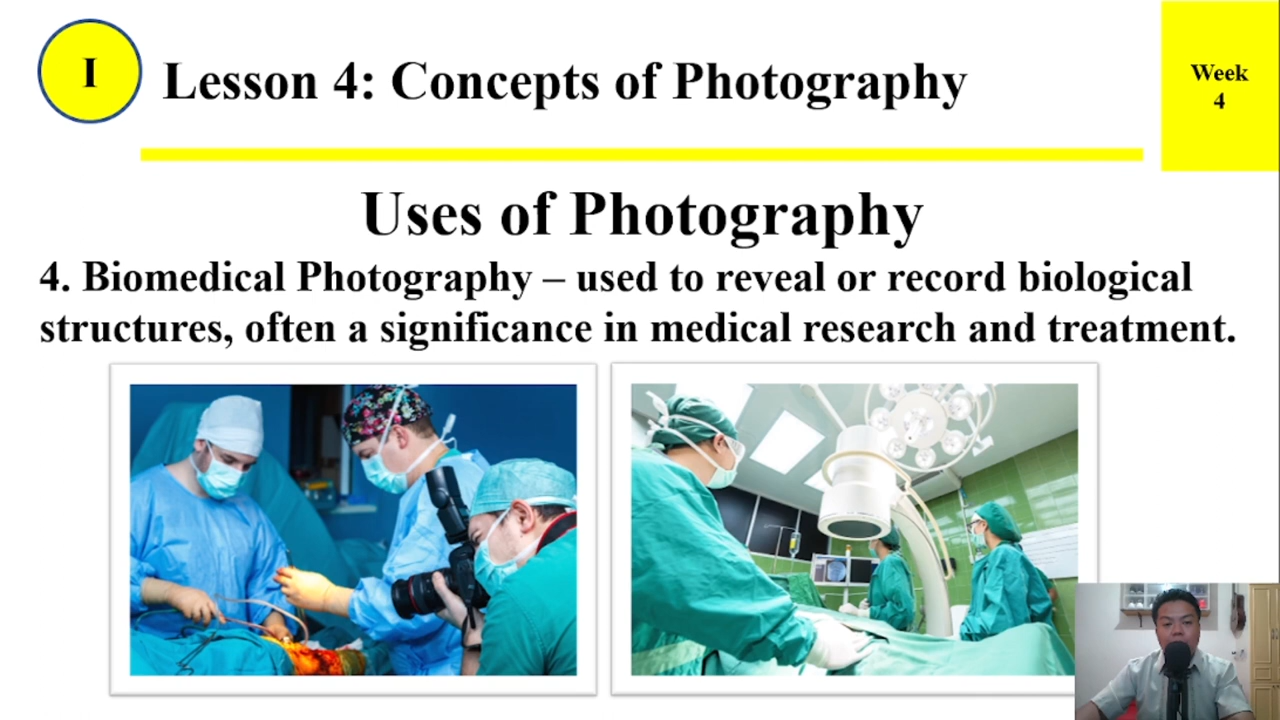 I
Lesson 4: Concepts of Photography
Week
4
Uses of Photography
4. Biomedical Photography – used to reveal or record biological
structures, often a significance in medical research and treatment.